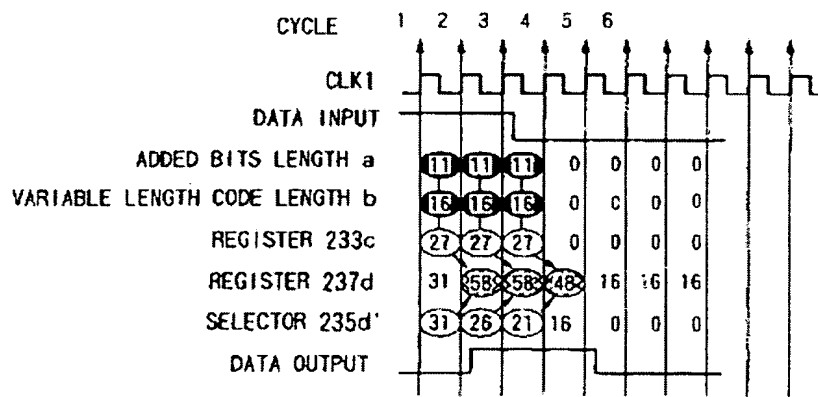 CYCLE 1 2 3 4 5 6
CLK1
DATA INPUT
ADDED BITS LENGTH a 11 11 11 0 0 0 0
VARIABLE LENGTH CODE LENGTH b 16 16 16 0 C 0 0
REGISTER 233c 27 27 27 0 0 0 0
REGISTER 237d 31 58 58 48 16 16 16
SELECTOR 235d' 31 26 21 16 0 0 0
DATA OUTPUT